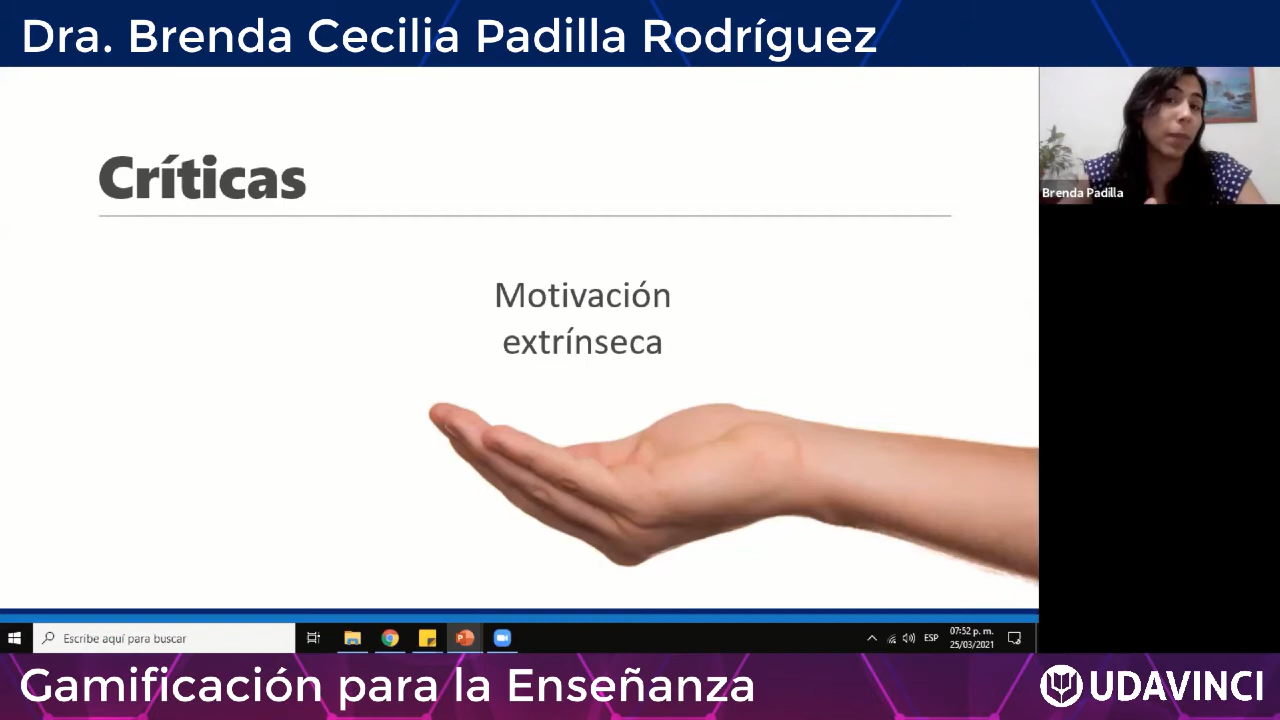 Dra. Brenda Cecilia Padilla Rodríguez
Críticas
Motivación
extrínseca
Brenda Padilla
Escribe aquí para buscar
ESP
07:52 p. m.
25/03/2021
Gamificación para la Enseñanza
UDAVINCI